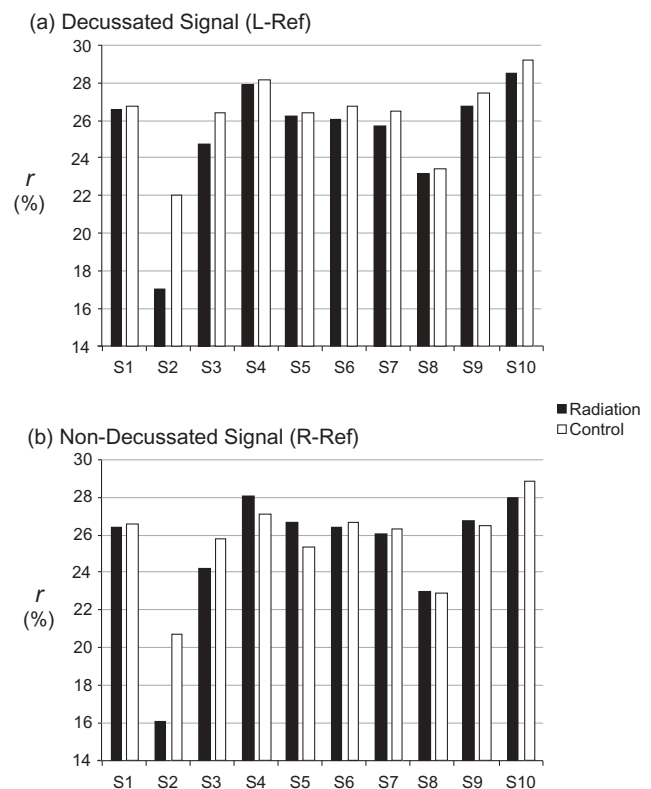 (a) Decussated Signal (L-Ref)
30
28
26
24
22
20
18
16
14
r
(%)
S1 S2 S3 S4 S5 S6 S7 S8 S9 S10
Radiation
Control
(b) Non-Decussated Signal (R-Ref)
30
28
26
24
22
20
18
16
14
r
(%)
S1 S2 S3 S4 S5 S6 S7 S8 S9 S10